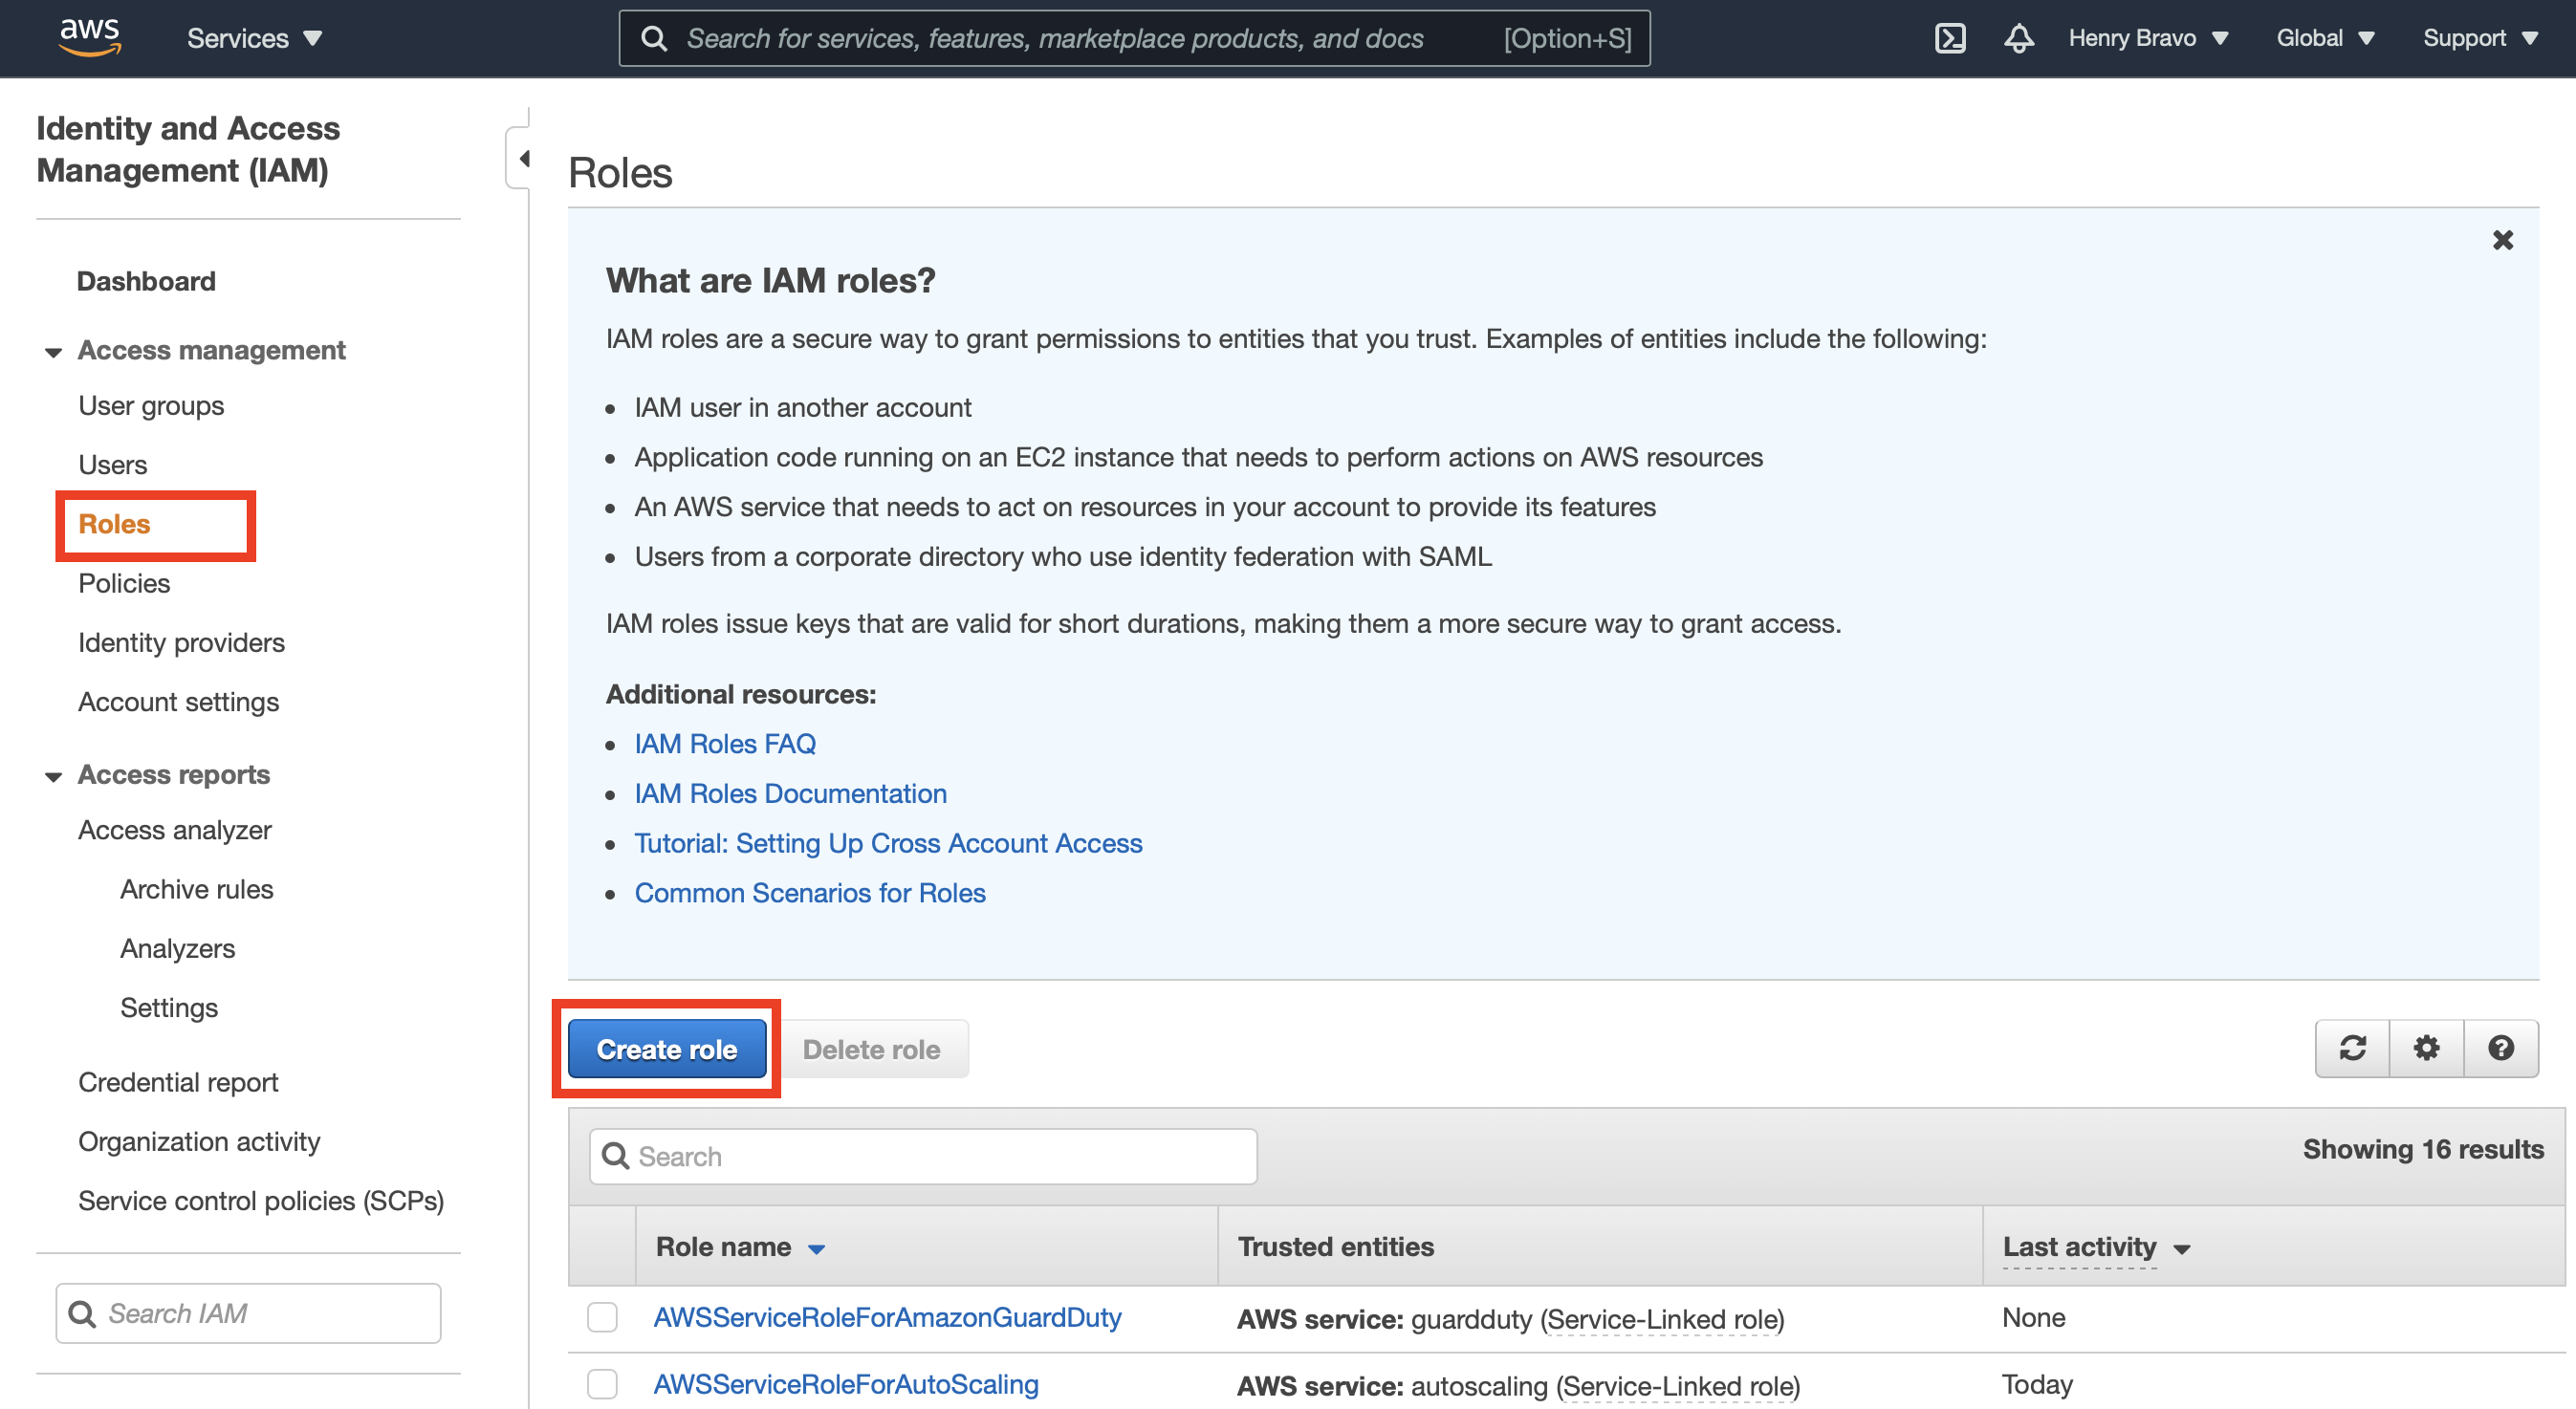 aws
Services
Search for services, features, marketplace products, and docs [Option+S]
Henry Bravo
Global
Support
Identity and Access
Management (IAM)
Dashboard
Access management
User groups
Users
Roles
Policies
Identity providers
Account settings
Access reports
Access analyzer
Archive rules
Analyzers
Settings
Credential report
Organization activity
Service control policies (SCPs)
Search IAM
Roles
What are IAM roles?
IAM roles are a secure way to grant permissions to entities that you trust. Examples of entities include the following:
• IAM user in another account
• Application code running on an EC2 instance that needs to perform actions on AWS resources
• An AWS service that needs to act on resources in your account to provide its features
• Users from a corporate directory who use identity federation with SAML
IAM roles issue keys that are valid for short durations, making them a more secure way to grant access.
Additional resources:
• IAM Roles FAQ
• IAM Roles Documentation
• Tutorial: Setting Up Cross Account Access
• Common Scenarios for Roles
Create role
Delete role
Search
Showing 16 results
Role name Trusted entities Last activity
AWSServiceRoleForAmazonGuardDuty AWS service: guardduty (Service-Linked role) None
AWSServiceRoleForAutoScaling AWS service: autoscaling (Service-Linked role) Today